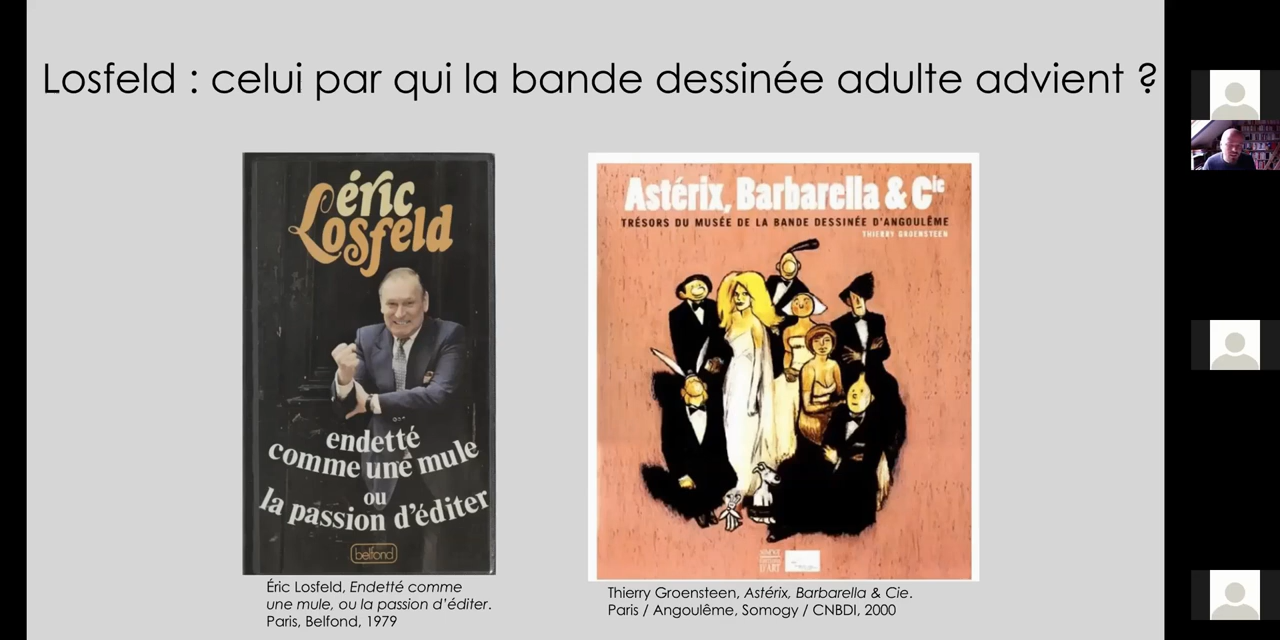 Losfeld : celui par qui la bande dessinée adulte advient ?
éric
Losfeld
endetté
comme une mule
ou
la passion d'éditer
belfond
Éric Losfeld, Endetté comme
une mule, ou la passion d'éditer.
Paris, Belfond, 1979
Astérix, Barbarella & Cie
TRÉSORS DU MUSÉE DE LA BANDE DESSINÉE D'ANGOULÊME
THIERRY GROENSTEEN
D'ART
Thierry Groensteen, Astérix, Barbarella & Cie.
Paris / Angoulême, Somogy / CNBDI, 2000